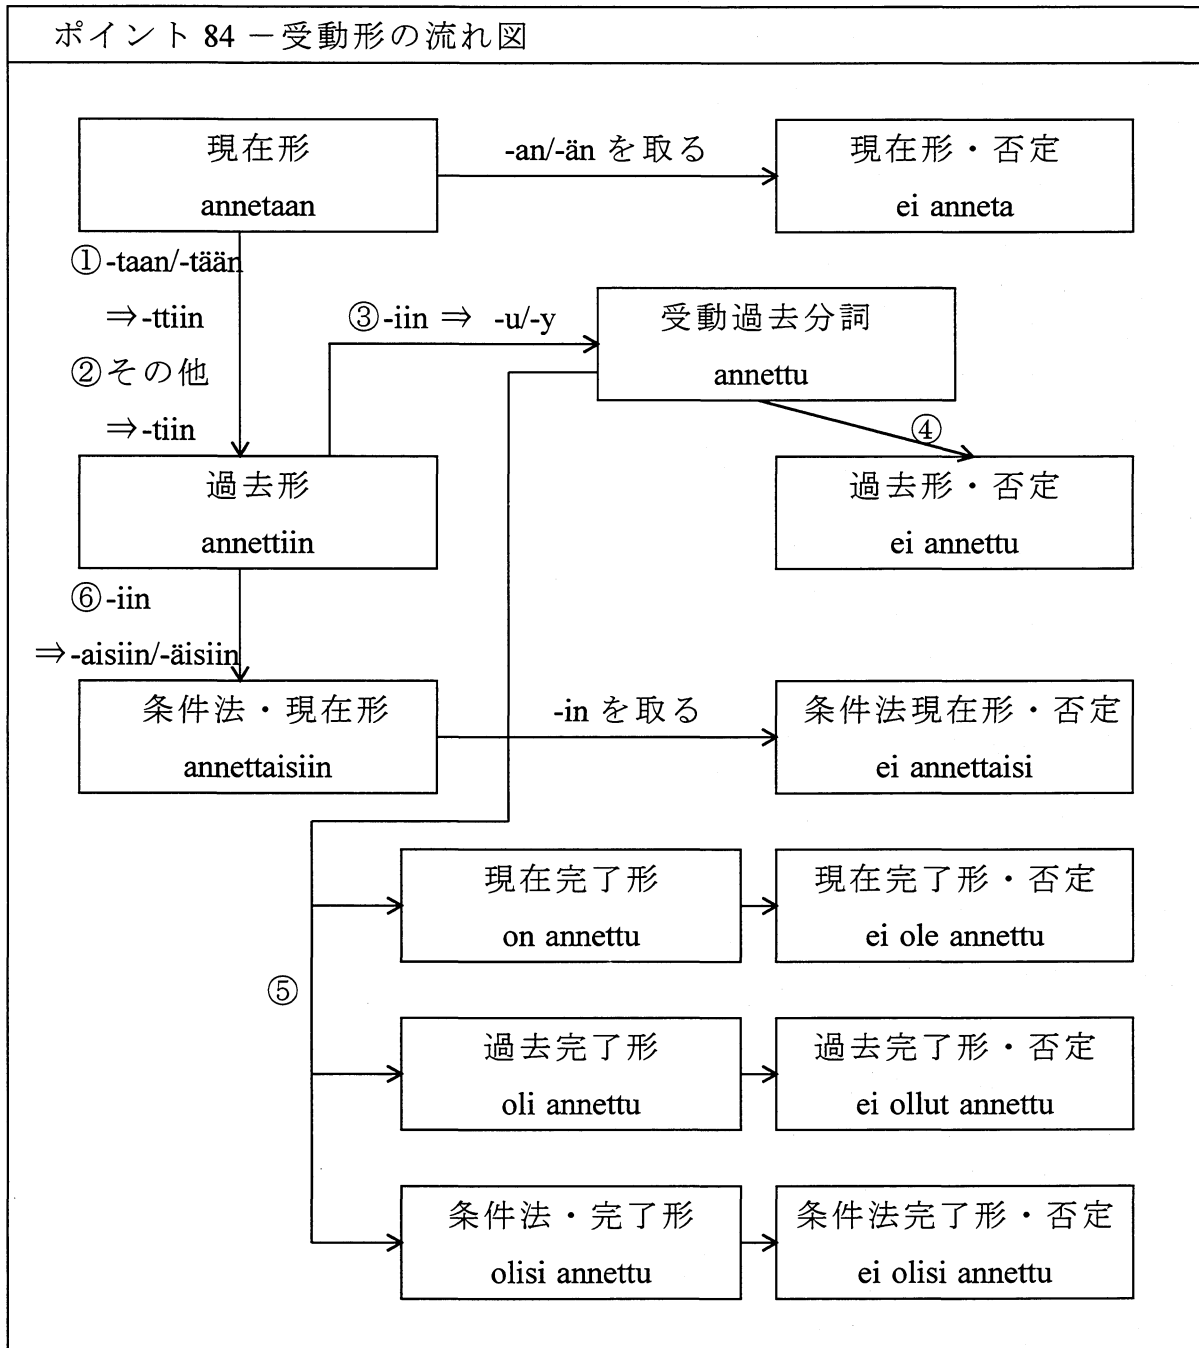 ポイント 84 －受動形の流れ図
現在形
annetaan
-an/-än を取る
現在形・否定
ei anneta
①-taan/-tään
⇒-ttiin
②その他
⇒-tiin
③-iin ⇒ -u/-y
受動過去分詞
annettu
④
過去形
annettiin
過去形・否定
ei annettu
⑥-iin
⇒-aisiin/-äisiin
条件法・現在形
annettaisiin
-in を取る
条件法現在形・否定
ei annettaisi
⑤
現在完了形
on annettu
現在完了形・否定
ei ole annettu
過去完了形
oli annettu
過去完了形・否定
ei ollut annettu
条件法・完了形
olisi annettu
条件法完了形・否定
ei olisi annettu